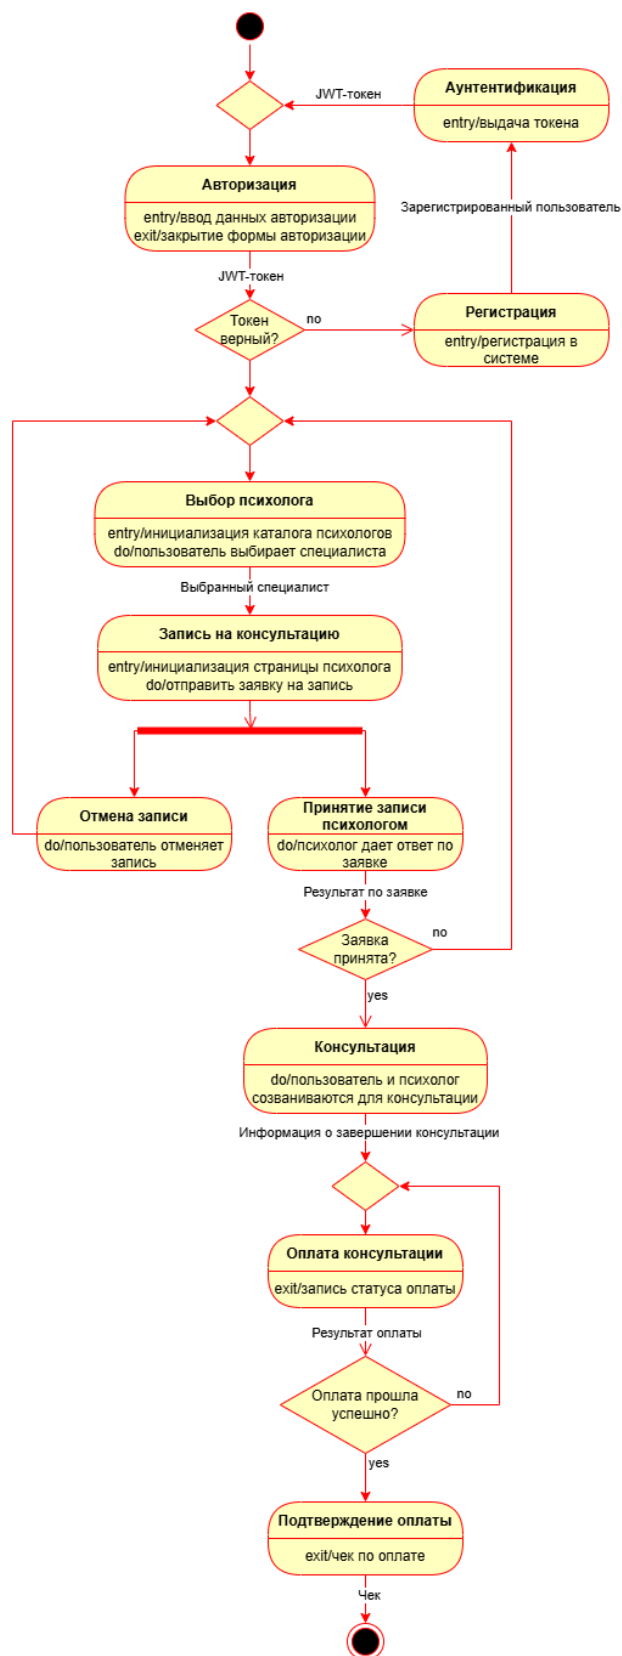 JWT-токен
Аунтентификация
entry/выдача токена
Авторизация
entry/ввод данных авторизации
exit/закрытие формы авторизации
Зарегистрированный пользователь
JWT-токен
Токен
верный?
no
Регистрация
entry/регистрация в
системе
Выбор психолога
entry/инициализация каталога психологов
do/пользователь выбирает специалиста
Выбранный специалист
Запись на консультацию
entry/инициализация страницы психолога
do/отправить заявку на запись
Отмена записи
do/пользователь отменяет
запись
Принятие записи
психологом
do/психолог дает ответ по
заявке
Результат по заявке
Заявка
принята?
no
yes
Консультация
do/пользователь и психолог
созваниваются для консультации
Информация о завершении консультации
Оплата консультации
exit/запись статуса оплаты
Результат оплаты
Оплата прошла
успешно?
no
yes
Подтверждение оплаты
exit/чек по оплате
Чек